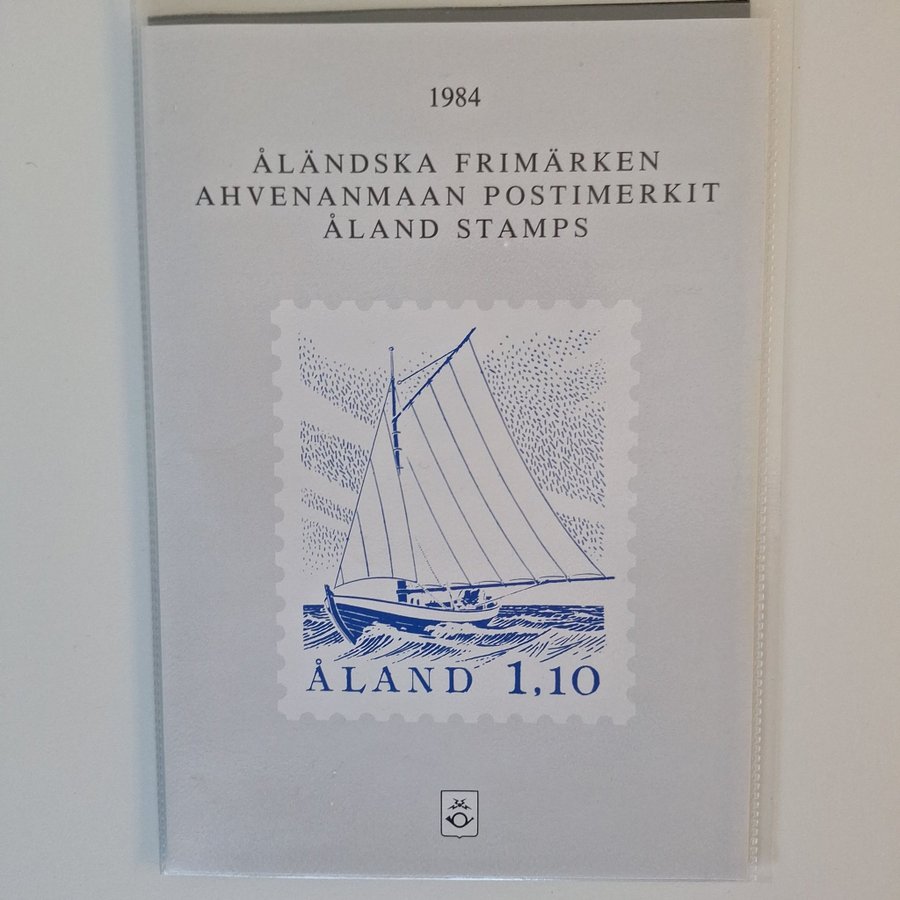 1984
ÅLÄNDSKA FRIMÄRKEN
AHVENANMAAN POSTIMERKIT
ÅLAND STAMPS
ÅLAND 1,10